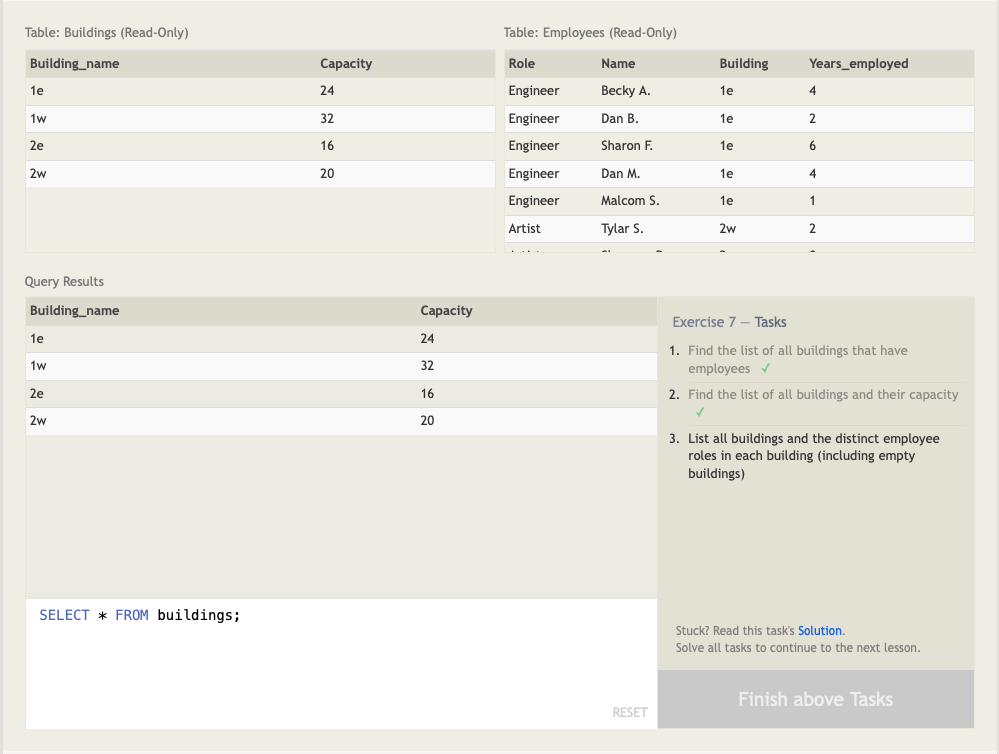 Table: Buildings (Read-Only)
Building_name Capacity
1e 24
1w 32
2e 16
2w 20
Table: Employees (Read-Only)
Role Name Building Years_employed
Engineer Becky A. 1e 4
Engineer Dan B. 1e 2
Engineer Sharon F. 1e 6
Engineer Dan M. 1e 4
Engineer Malcom S. 1e 1
Artist Tylar S. 2w 2
Query Results
Building_name Capacity
1e 24
1w 32
2e 16
2w 20
SELECT * FROM buildings;
RESET
Exercise 7 — Tasks
1. Find the list of all buildings that have
employees ✓
2. Find the list of all buildings and their capacity
✓
3. List all buildings and the distinct employee
roles in each building (including empty
buildings)
Stuck? Read this task's Solution.
Solve all tasks to continue to the next lesson.
Finish above Tasks